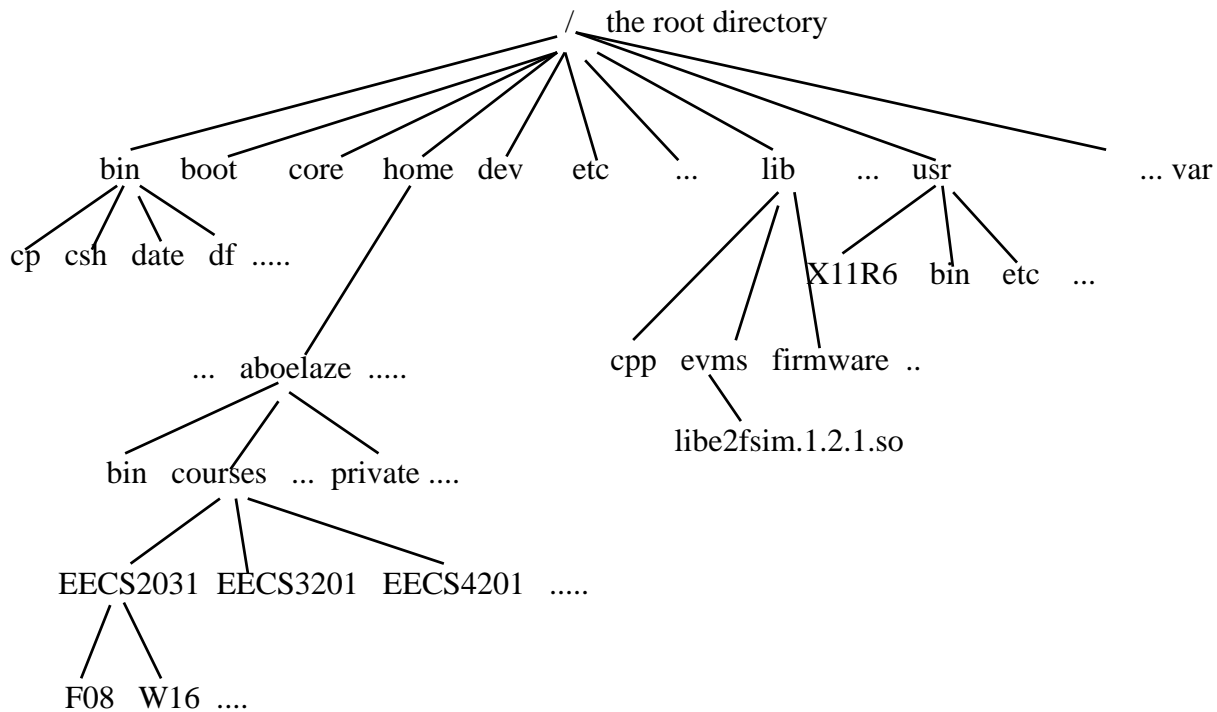 / the root directory
bin boot core home dev etc ... lib ... usr ... var
cp csh date df .....
X11R6 bin etc ...
... aboelaze .....
cpp evms firmware ..
libe2fsim.1.2.1.so
bin courses ... private ....
EECS2031 EECS3201 EECS4201 .....
F08 W16 ....